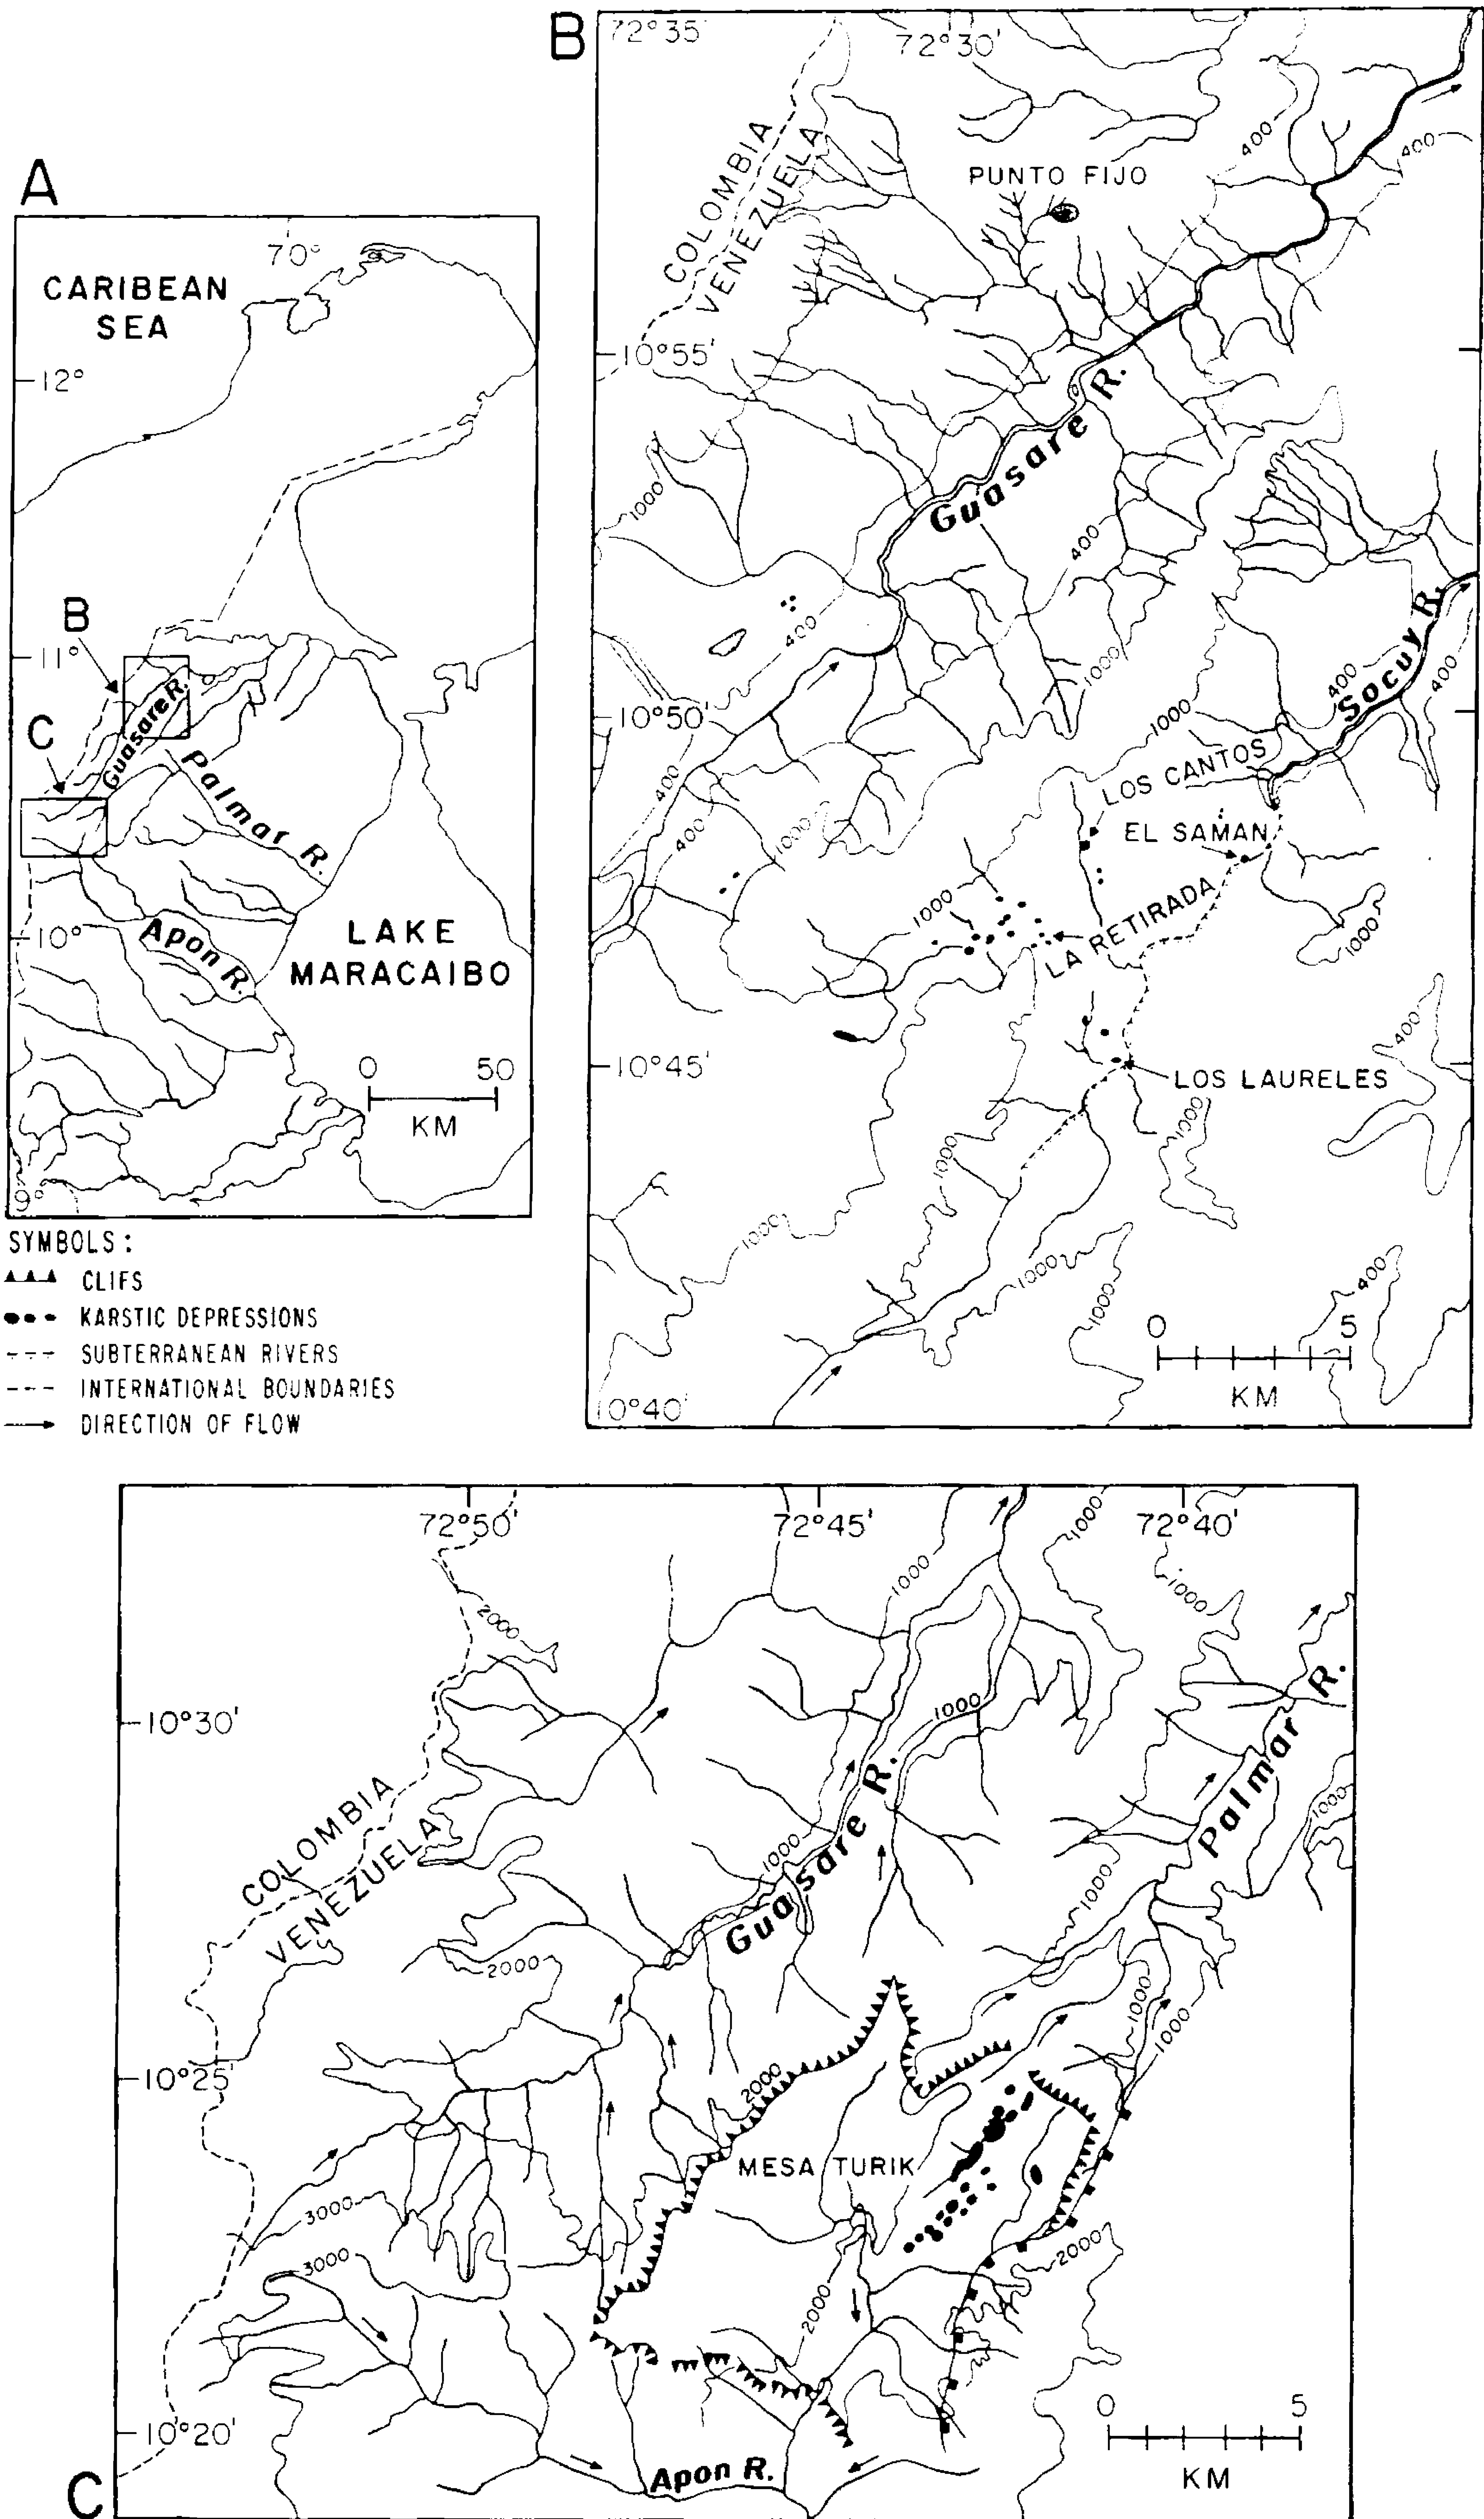 A
CARIBEAN
SEA
70°
12°
11°
10°
9°
B
C
Guasare R.
Palmar R.
Apon R.
LAKE
MARACAIBO
0 50
KM
SYMBOLS:
CLIFS
KARSTIC DEPRESSIONS
SUBTERRANEAN RIVERS
INTERNATIONAL BOUNDARIES
DIRECTION OF FLOW
B
72°35'
72°30'
COLOMBIA
VENEZUELA
PUNTO FIJO
400
400
10°55'
Guasare R.
1000
400
400
1000
Socuy R.
400
400
10°50'
1000
LOS CANTOS
400
400
1000
EL SAMAN
1000
LA RETIRADA
1000
400
10°45'
LOS LAURELES
1000
1000
1000
1000
1000
400
0 5
KM
10°40'
72°50'
72°45'
72°40'
1000
1000
1000
2000
10°30'
1000
Guasare R.
Palmar R.
1000
COLOMBIA
VENEZUELA
1000
1000
2000
1000
1000
10°25'
2000
MESA TURIK
3000
3000
2000
2000
10°20'
Apon R.
0 5
KM
C